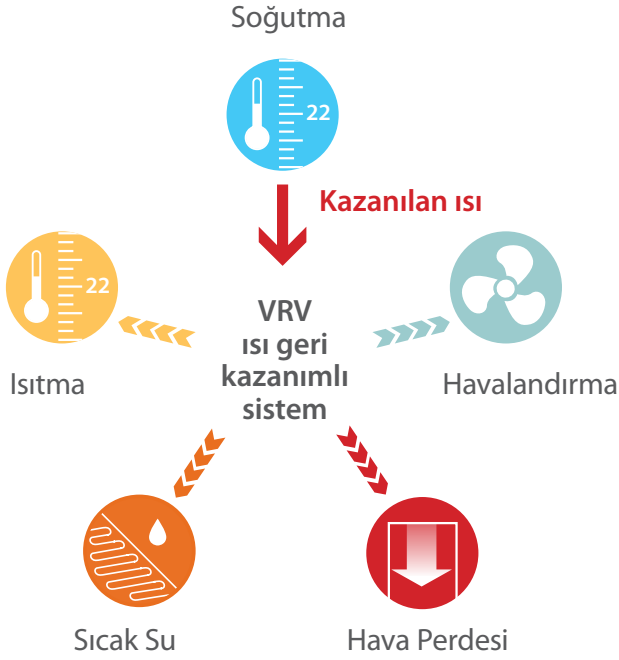 Soğutma
22
Kazanılan ısı
22
VRV
ısı geri
kazanımlı
sistem
Isıtma
Havalandırma
Sıcak Su
Hava Perdesi